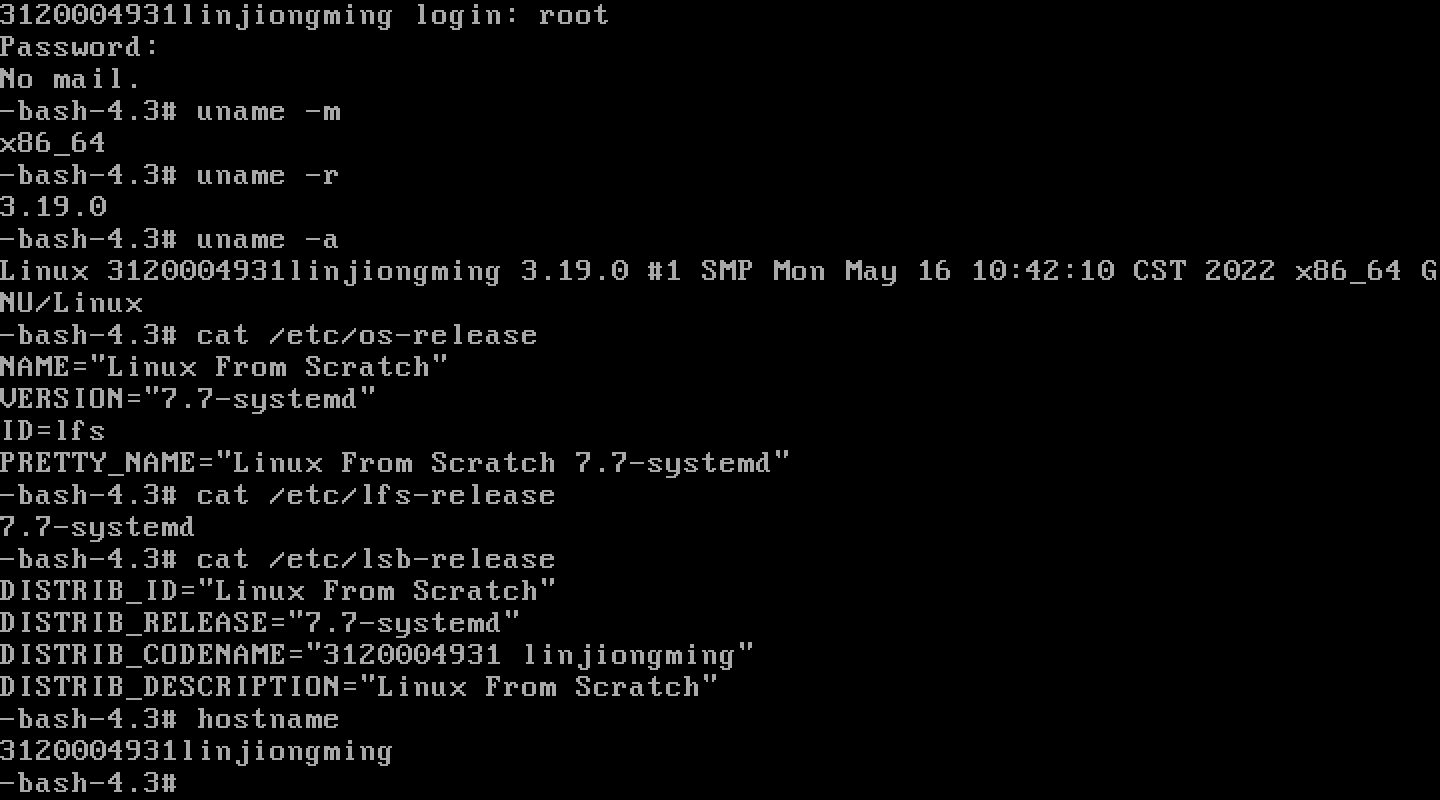 3120004931linjiongming login: root
Password:
No mail.
-bash-4.3# uname -m
x86_64
-bash-4.3# uname -r
3.19.0
-bash-4.3# uname -a
Linux 3120004931linjiongming 3.19.0 #1 SMP Mon May 16 10:42:10 CST 2022 x86_64 G
NU/Linux
-bash-4.3# cat /etc/os-release
NAME="Linux From Scratch"
VERSION="7.7-systemd"
ID=lfs
PRETTY_NAME="Linux From Scratch 7.7-systemd"
-bash-4.3# cat /etc/lfs-release
7.7-systemd
-bash-4.3# cat /etc/lsb-release
DISTRIB_ID="Linux From Scratch"
DISTRIB_RELEASE="7.7-systemd"
DISTRIB_CODENAME="3120004931 linjiongming"
DISTRIB_DESCRIPTION="Linux From Scratch"
-bash-4.3# hostname
3120004931linjiongming
-bash-4.3#